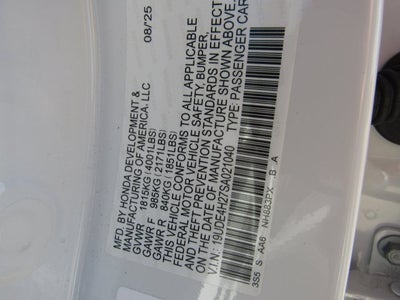 MFD. BY HONDA DEVELOPMENT &
MANUFACTURING OF AMERICA, LLC 08/25
GVWR 1815KG (4001LBS)
GAWR F 985KG (2171LBS)
GAWR R 840KG (1851LBS)
THIS VEHICLE CONFORMS TO ALL APPLICABLE
FEDERAL MOTOR VEHICLE SAFETY, BUMPER,
AND THEFT PREVENTION STANDARDS IN EFFECT
ON THE DATE OF MANUFACTURE SHOWN ABOVE.
V.I.N.: 19UDE4H27SA021040 TYPE: PASSENGER CAR
3S5 S AA6 NH883PX B A